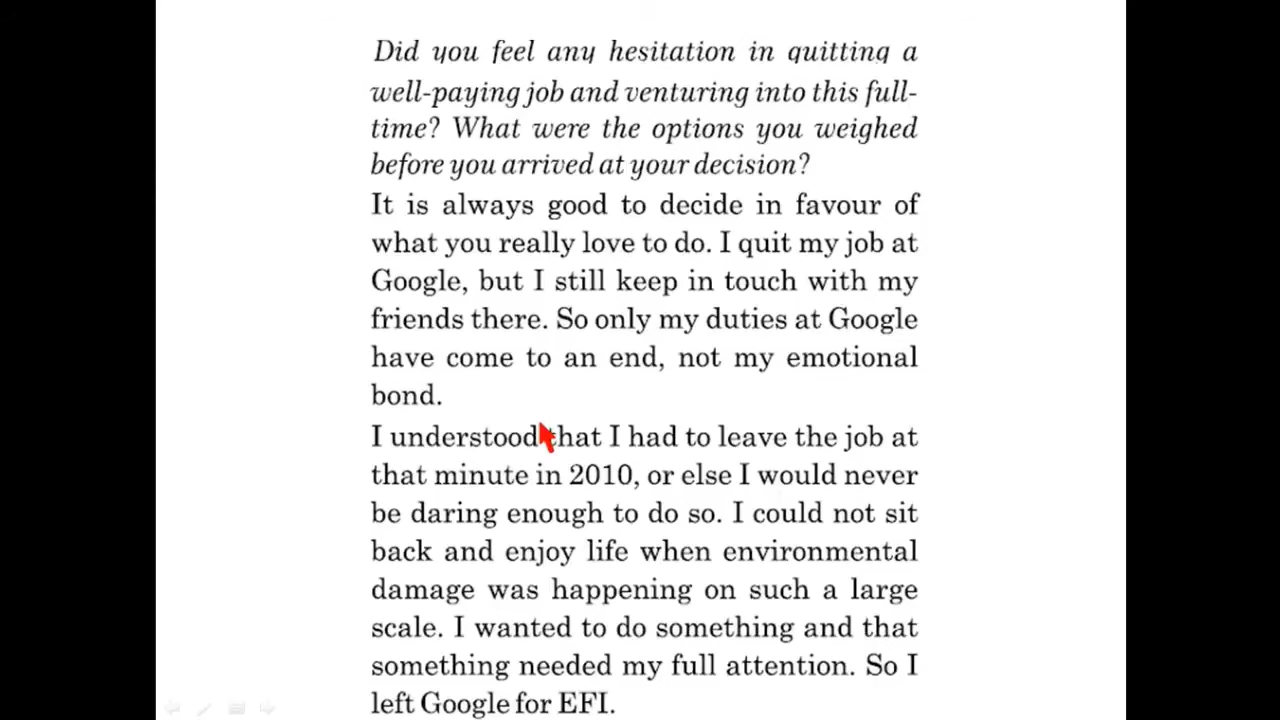 Did you feel any hesitation in quitting a
well-paying job and venturing into this full-
time? What were the options you weighed
before you arrived at your decision?
It is always good to decide in favour of
what you really love to do. I quit my job at
Google, but I still keep in touch with my
friends there. So only my duties at Google
have come to an end, not my emotional
bond.
I understood that I had to leave the job at
that minute in 2010, or else I would never
be daring enough to do so. I could not sit
back and enjoy life when environmental
damage was happening on such a large
scale. I wanted to do something and that
something needed my full attention. So I
left Google for EFI.